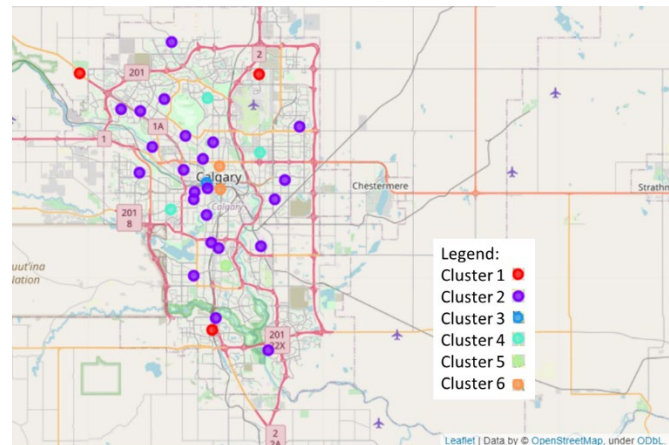 201
2
1A
1
Calgary
Calgary
Chestermere
Strathm
201
8
uut'ina
lation
Legend:
Cluster 1
Cluster 2
Cluster 3
Cluster 4
Cluster 5
Cluster 6
201
22X
2
2A
Leaflet | Data by © OpenStreetMap, under ODbL.